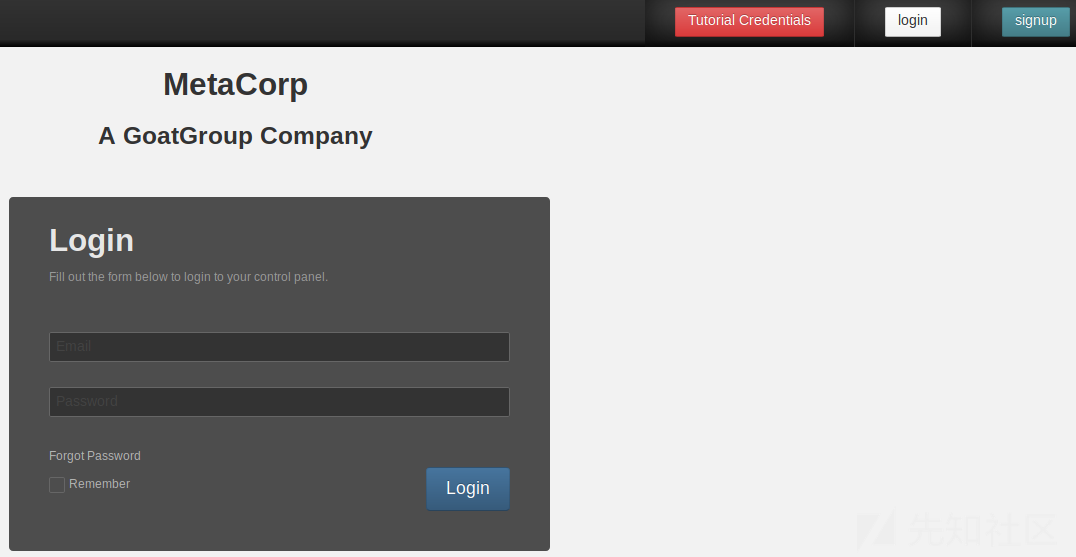 Tutorial Credentials
login
signup
MetaCorp
A GoatGroup Company
Login
Fill out the form below to login to your control panel.
Email
Password
Forgot Password
Remember
Login
先知社区